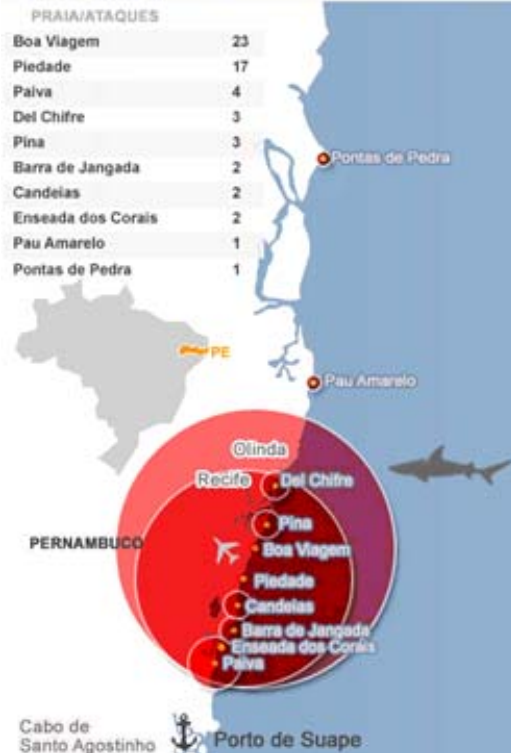 PRAIA/ATAQUES
Boa Viagem 23
Piedade 17
Paiva 4
Del Chifre 3
Pina 3
Barra de Jangada 2
Candeias 2
Enseada dos Corais 2
Pau Amarelo 1
Pontas de Pedra 1
Pontas de Pedra
PE
Pau Amarelo
Olinda
Recife
Del Chifre
Pina
PERNAMBUCO
Boa Viagem
Piedade
Candeias
Barra de Jangada
Enseada dos Corais
Paiva
Cabo de
Santo Agostinho
Porto de Suape